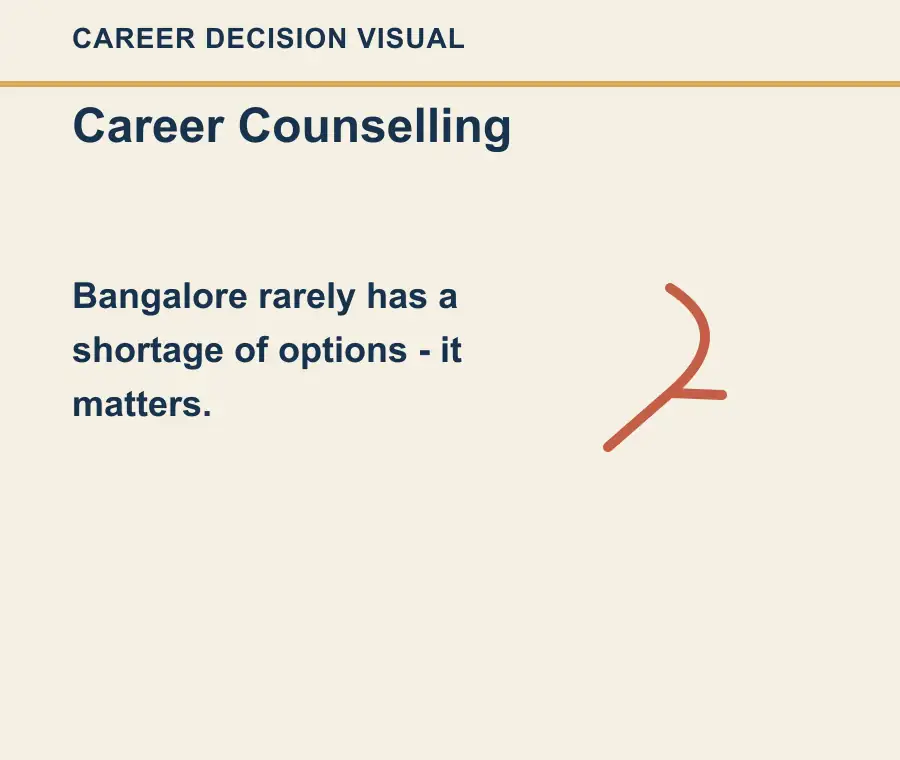 CAREER DECISION VISUAL
Career Counselling
Bangalore rarely has a
shortage of options - it
matters.